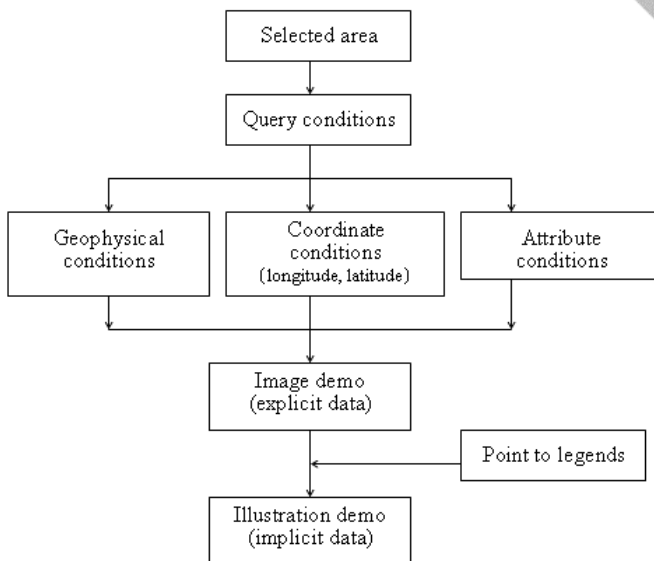 Selected area
Query conditions
Geophysical
conditions
Coordinate
conditions
(longitude, latitude)
Attribute
conditions
Image demo
(explicit data)
Point to legends
Illustration demo
(implicit data)